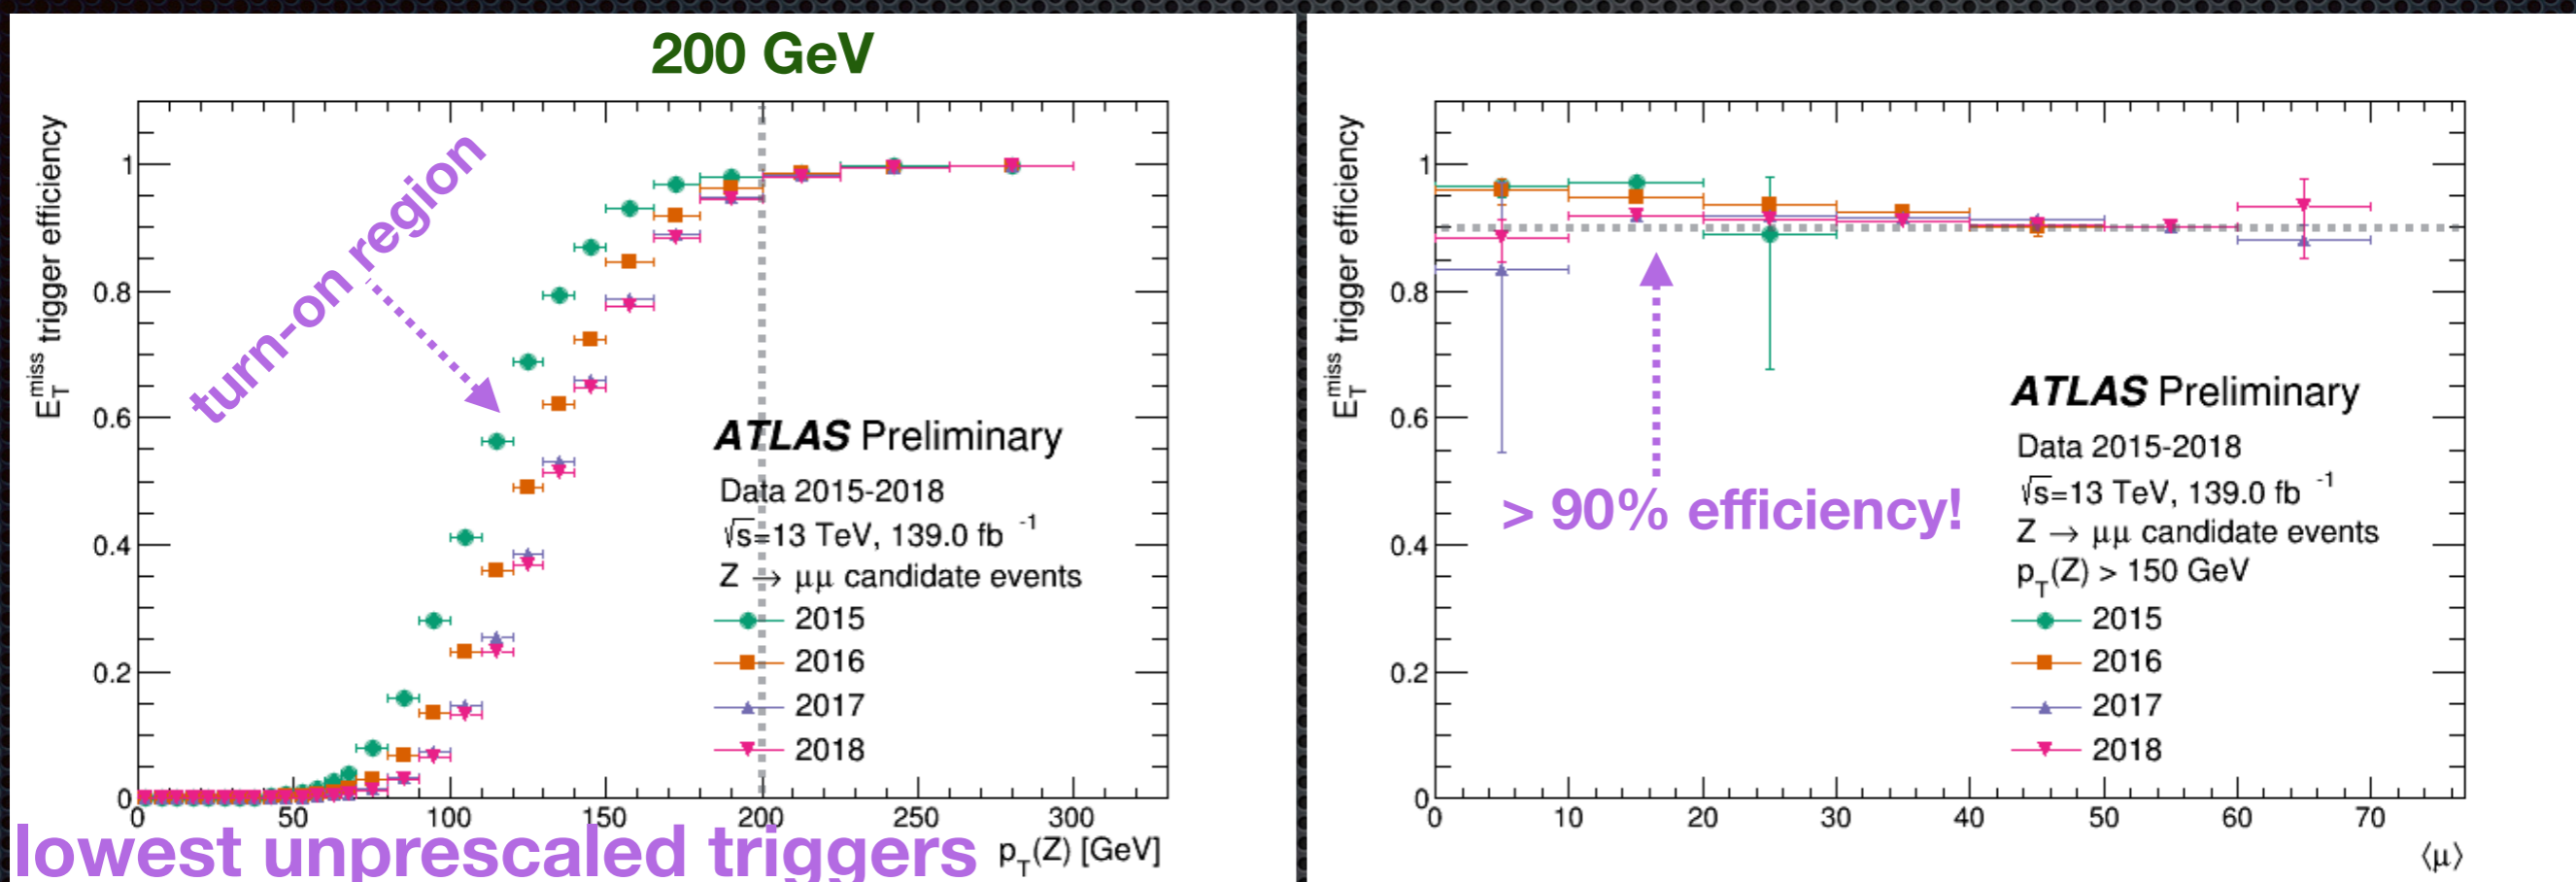 200 GeV
E_T^miss trigger efficiency
1
0.8
0.6
0.4
0.2
0
turn-on region
ATLAS Preliminary
Data 2015-2018
√s=13 TeV, 139.0 fb -1
Z → μμ candidate events
2015
2016
2017
2018
0 50 100 150 200 250 300
lowest unprescaled triggers p_T(Z) [GeV]
E_T^miss trigger efficiency
1
0.8
0.6
0.4
0.2
0
> 90% efficiency!
ATLAS Preliminary
Data 2015-2018
√s=13 TeV, 139.0 fb -1
Z → μμ candidate events
p_T(Z) > 150 GeV
2015
2016
2017
2018
0 10 20 30 40 50 60 70
⟨μ⟩